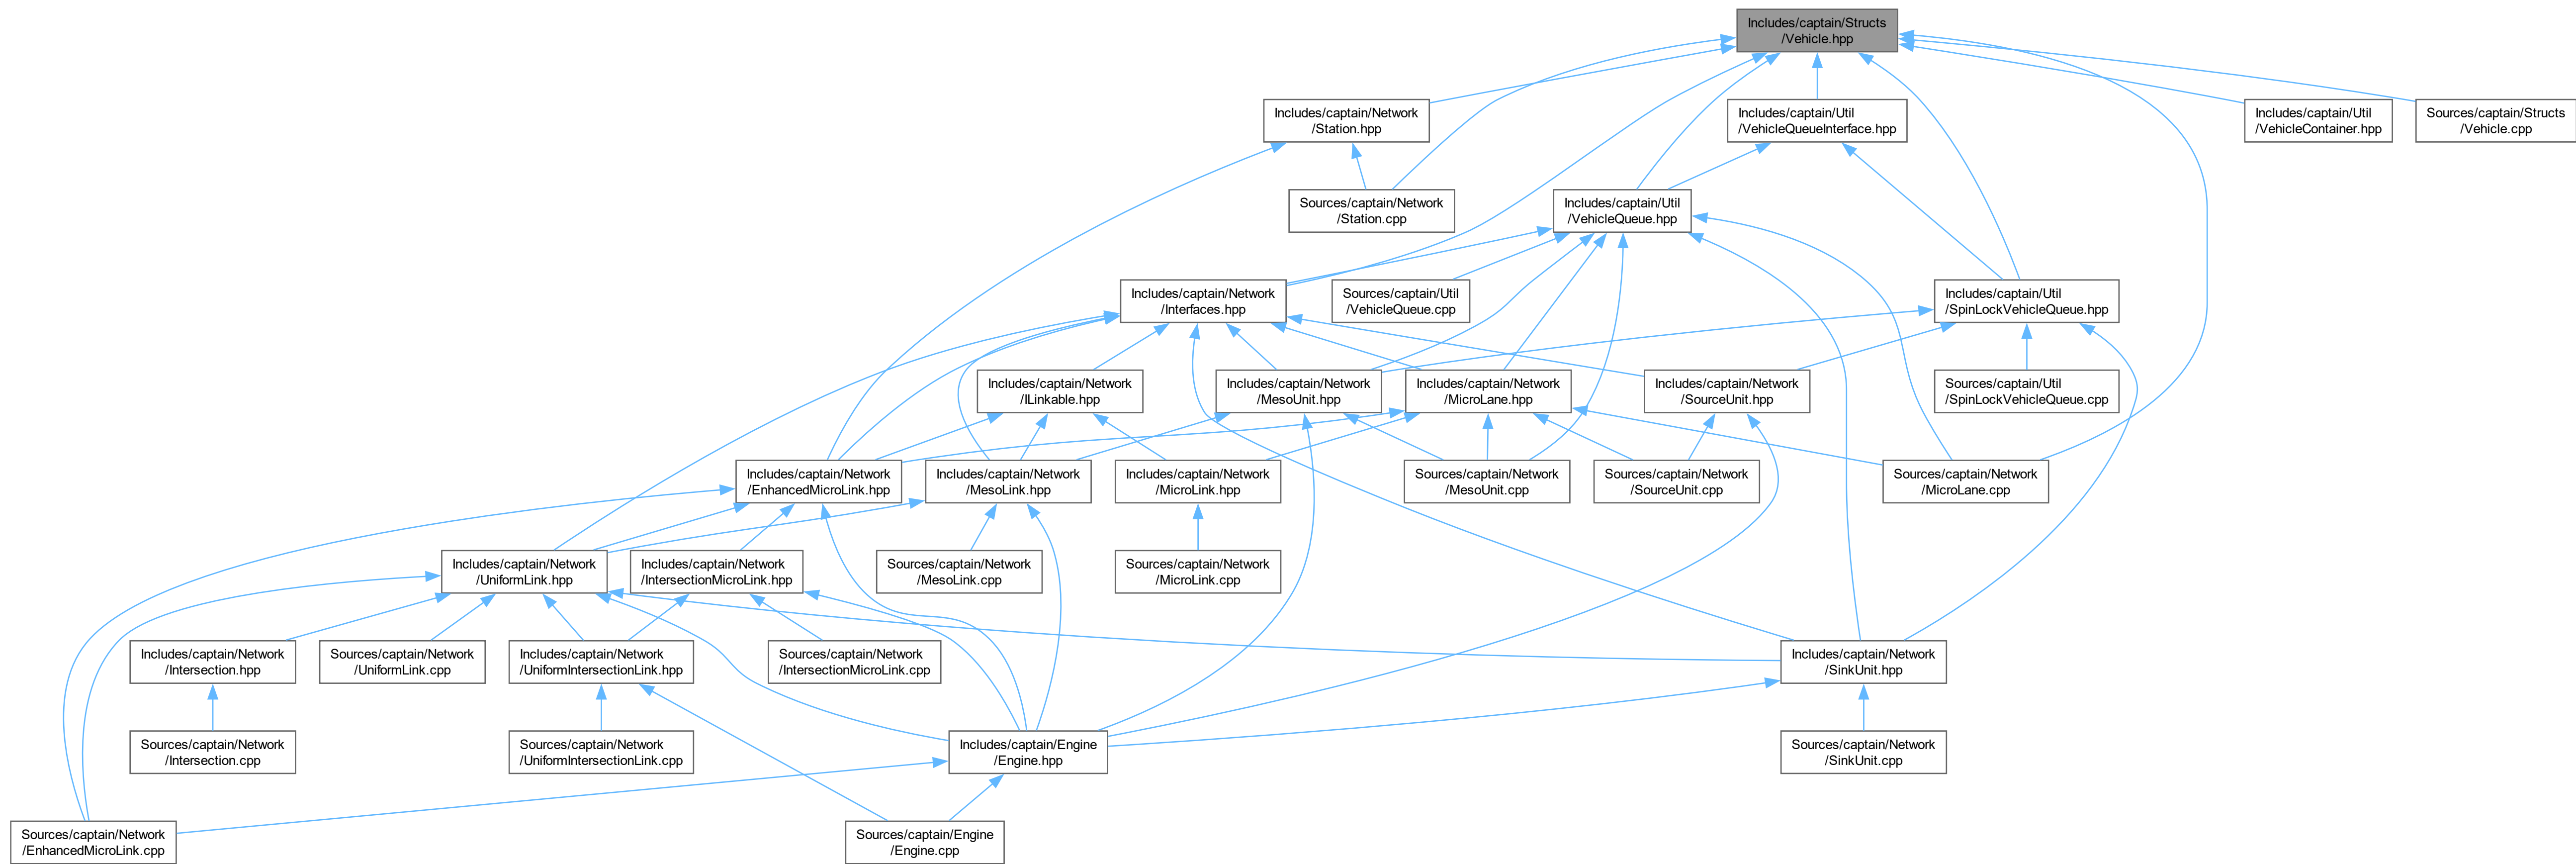 Includes/captain/Structs
/Vehicle.hpp
Includes/captain/Network
/Station.hpp
Includes/captain/Util
/VehicleQueueInterface.hpp
Includes/captain/Util
/VehicleContainer.hpp
Sources/captain/Structs
/Vehicle.cpp
Sources/captain/Network
/Station.cpp
Includes/captain/Util
/VehicleQueue.hpp
Includes/captain/Network
/Interfaces.hpp
Sources/captain/Util
/VehicleQueue.cpp
Includes/captain/Util
/SpinLockVehicleQueue.hpp
Includes/captain/Network
/ILinkable.hpp
Includes/captain/Network
/MesoUnit.hpp
Includes/captain/Network
/MicroLane.hpp
Includes/captain/Network
/SourceUnit.hpp
Sources/captain/Util
/SpinLockVehicleQueue.cpp
Includes/captain/Network
/EnhancedMicroLink.hpp
Includes/captain/Network
/MesoLink.hpp
Includes/captain/Network
/MicroLink.hpp
Sources/captain/Network
/MesoUnit.cpp
Sources/captain/Network
/SourceUnit.cpp
Sources/captain/Network
/MicroLane.cpp
Includes/captain/Network
/UniformLink.hpp
Includes/captain/Network
/IntersectionMicroLink.hpp
Sources/captain/Network
/MesoLink.cpp
Sources/captain/Network
/MicroLink.cpp
Includes/captain/Network
/Intersection.hpp
Sources/captain/Network
/UniformLink.cpp
Includes/captain/Network
/UniformIntersectionLink.hpp
Sources/captain/Network
/IntersectionMicroLink.cpp
Includes/captain/Network
/SinkUnit.hpp
Sources/captain/Network
/Intersection.cpp
Sources/captain/Network
/UniformIntersectionLink.cpp
Includes/captain/Engine
/Engine.hpp
Sources/captain/Network
/SinkUnit.cpp
Sources/captain/Network
/EnhancedMicroLink.cpp
Sources/captain/Engine
/Engine.cpp